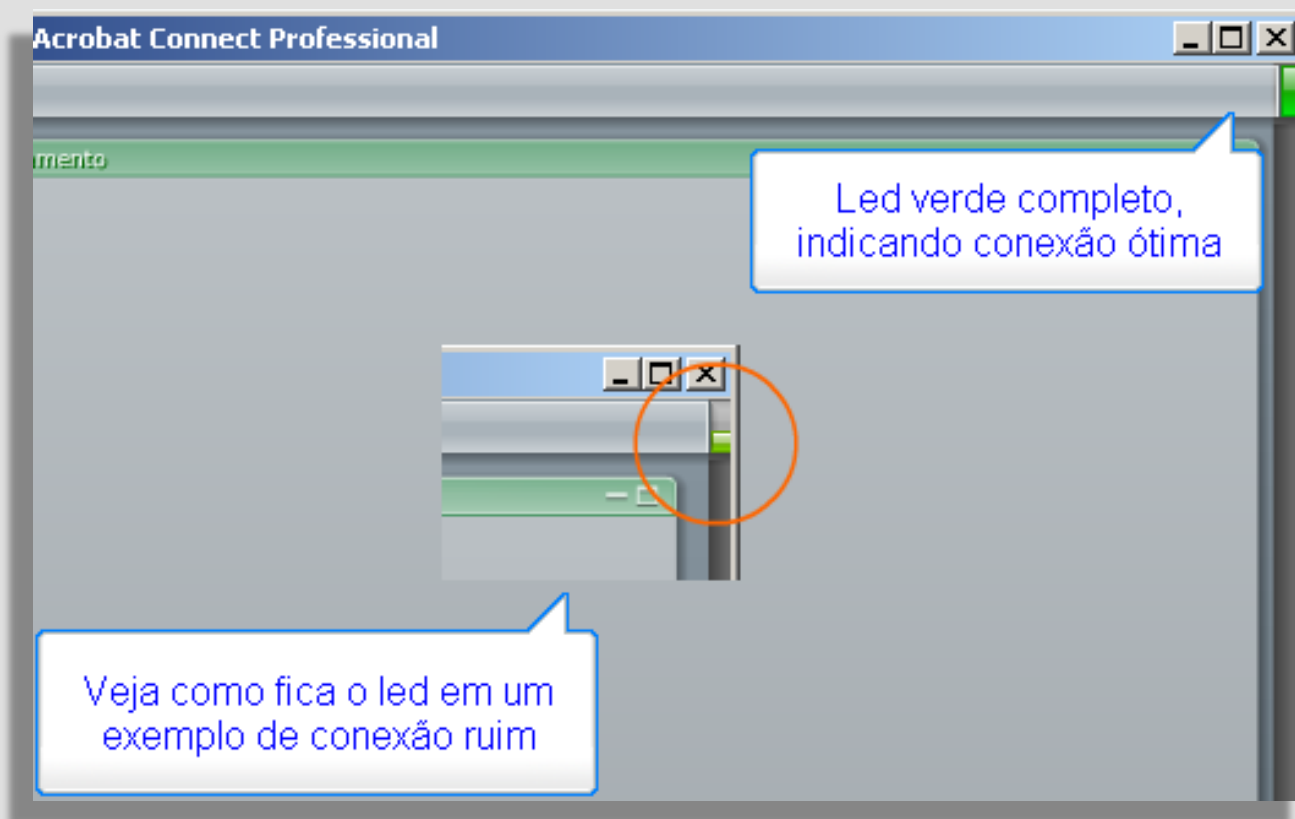 Acrobat Connect Professional
amento
Led verde completo,
indicando conexão ótima
Veja como fica o led em um
exemplo de conexão ruim